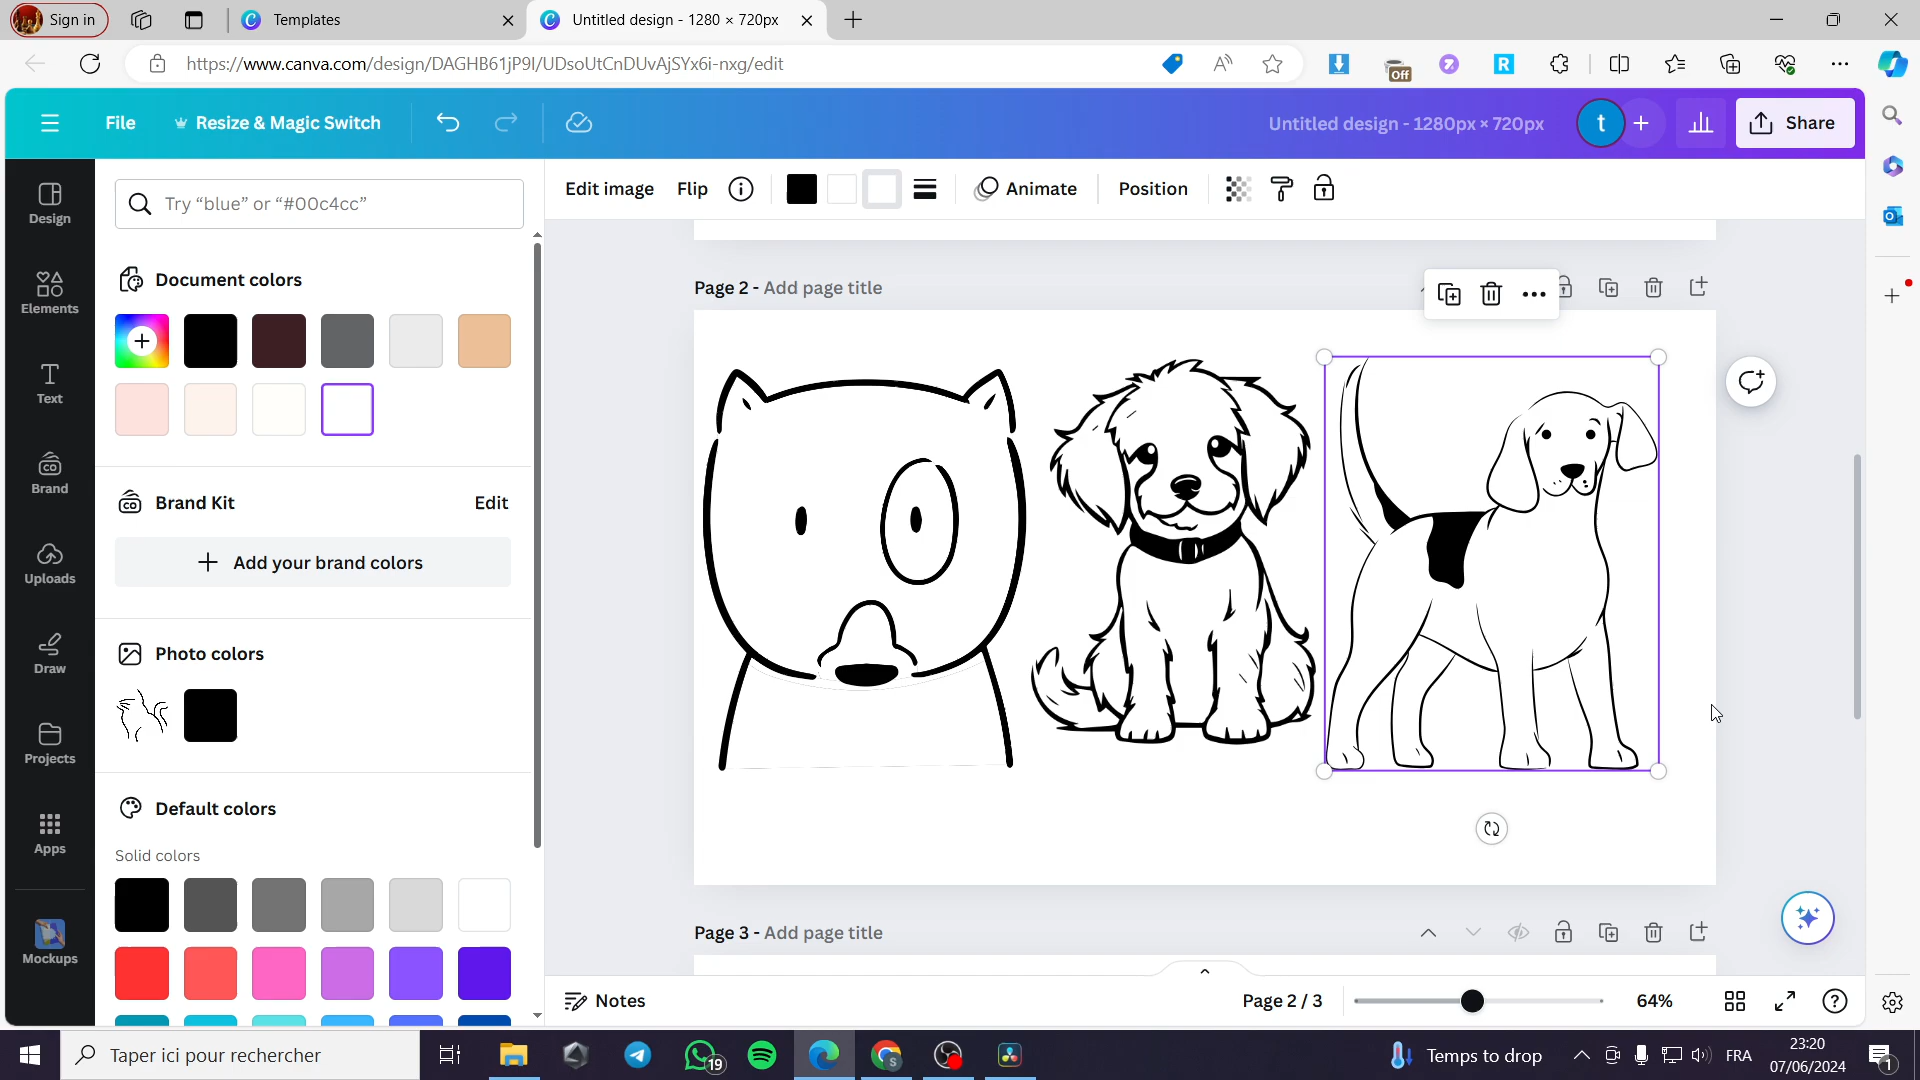 Sign in
Templates
Untitled design - 1280 × 720px
https://www.canva.com/design/DAGHB61jP9I/UDsoUtCnDUvAjSYx6i-nxg/edit
Off
File
Resize & Magic Switch
Untitled design - 1280px × 720px
t
Share
Design
Elements
Text
Brand
Uploads
Draw
Projects
Apps
Mockups
Try “blue” or “#00c4cc”
Document colors
Brand Kit
Edit
Add your brand colors
Photo colors
Default colors
Solid colors
Edit image
Flip
Animate
Position
Page 2 - Add page title
Page 3 - Add page title
Notes
Page 2 / 3
64%
Taper ici pour rechercher
19
Temps to drop
FRA
23:20
07/06/2024
1